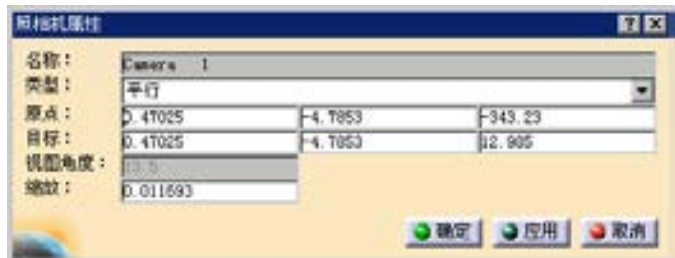 照相机属性
名称： Camera 1
类型： 平行
原点： 0.47025 -4.7853 -343.23
目标： 0.47025 -4.7853 12.985
视图角度： 13.5
缩放： 0.011693
确定 应用 取消